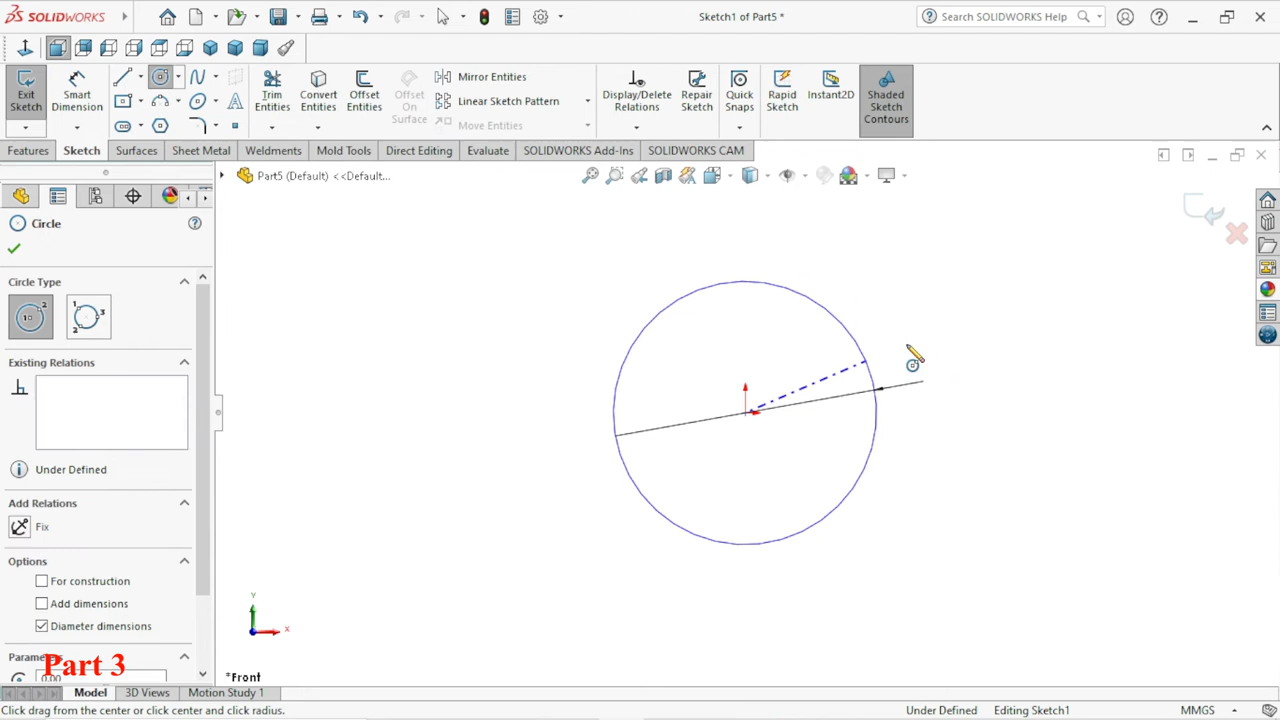 SOLIDWORKS
Sketch1 of Part5 *
Search SOLIDWORKS Help
Exit Sketch
Smart Dimension
Trim Entities
Convert Entities
Offset Entities
Offset On Surface
Mirror Entities
Linear Sketch Pattern
Move Entities
Display/Delete Relations
Repair Sketch
Quick Snaps
Rapid Sketch
Instant2D
Shaded Sketch Contours
Features
Sketch
Surfaces
Sheet Metal
Weldments
Mold Tools
Direct Editing
Evaluate
SOLIDWORKS Add-Ins
SOLIDWORKS CAM
Part5 (Default) <<Default...
Circle
Circle Type
Existing Relations
Under Defined
Add Relations
Fix
Options
For construction
Add dimensions
Diameter dimensions
Parameters
0.00
Part 3
Y
X
*Front
Model
3D Views
Motion Study 1
Click drag from the center or click center and click radius.
Under Defined
Editing Sketch1
MMGS